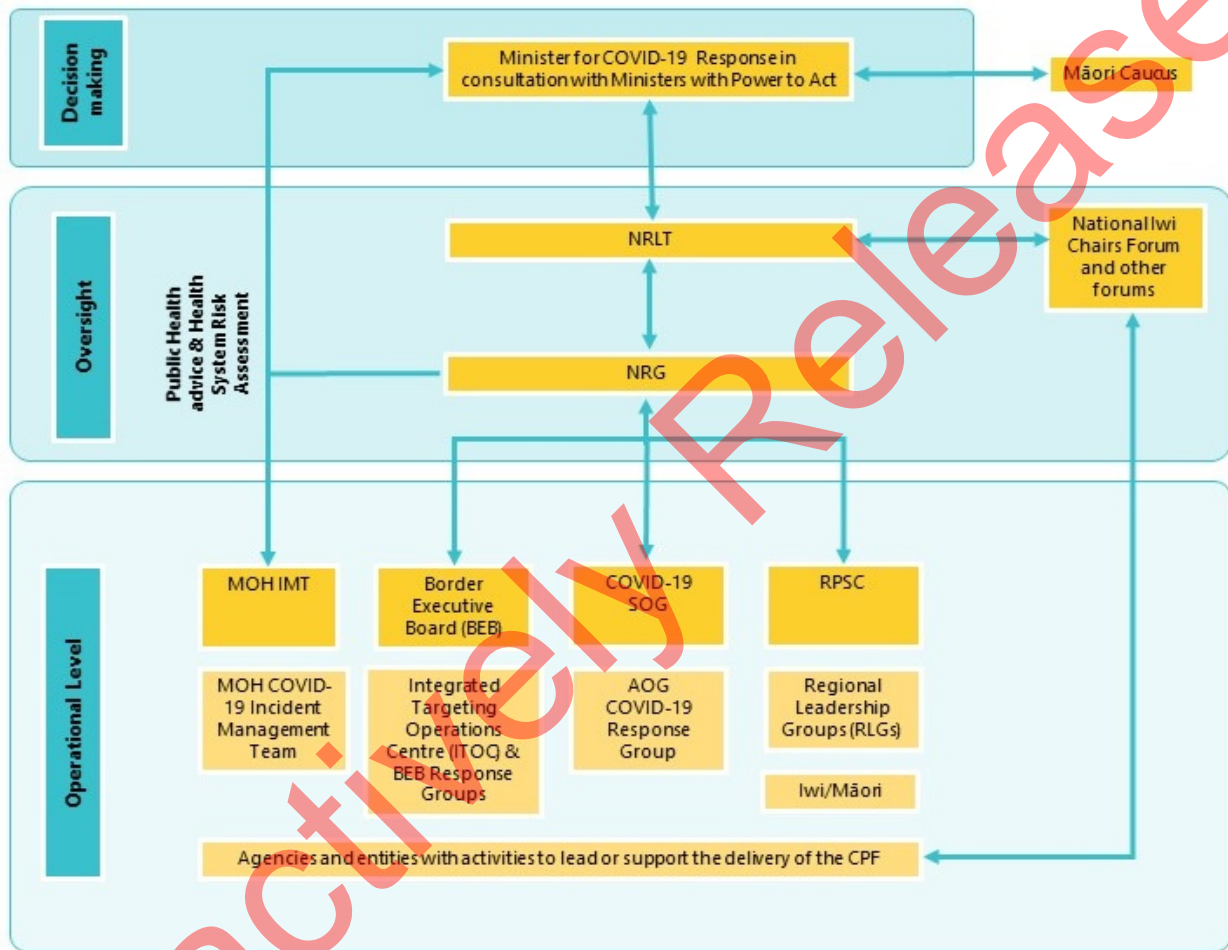 Decision
making
Minister for COVID-19 Response in
consultation with Ministers with Power to Act
Māori Caucus
Oversight
Public Health
advice & Health
System Risk
Assessment
NRLT
National Iwi
Chairs Forum
and other
forums
NRG
Operational Level
MOH IMT
Border
Executive
Board (BEB)
COVID-19
SOG
RPSC
MOH COVID-
19 Incident
Management
Team
Integrated
Targeting
Operations
Centre (ITOC) &
BEB Response
Groups
AOG
COVID-19
Response
Group
Regional
Leadership
Groups (RLGs)
Iwi/Māori
Agencies and entities with activities to lead or support the delivery of the CPF
actively Release